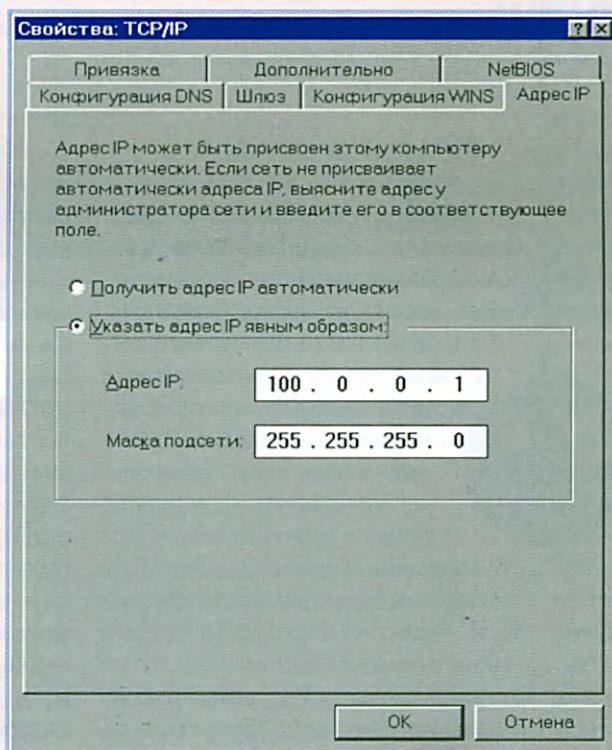 Свойства: TCP/IP
Привязка Дополнительно NetBIOS
Конфигурация DNS Шлюз Конфигурация WINS Адрес IP
Адрес IP может быть присвоен этому компьютеру
автоматически. Если сеть не присваивает
автоматически адреса IP, выясните адрес у
администратора сети и введите его в соответствующее
поле.
Получить адрес IP автоматически
Указать адрес IP явным образом:
Адрес IP: 100 . 0 . 0 . 1
Маска подсети: 255 . 255 . 255 . 0
OK Отмена